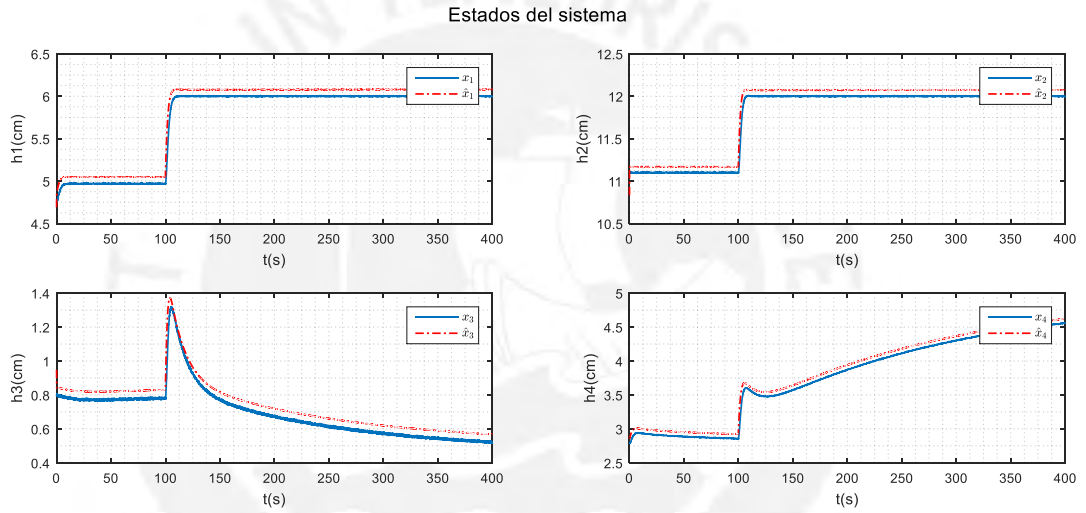 Estados del sistema
6.5
6
5.5
5
4.5
h1(cm)
x₁
x̂₁
0 50 100 150 200 250 300 350 400
t(s)
12.5
12
11.5
11
10.5
h2(cm)
x₂
x̂₂
0 50 100 150 200 250 300 350 400
t(s)
1.4
1.2
1
0.8
0.6
0.4
h3(cm)
x₃
x̂₃
0 50 100 150 200 250 300 350 400
t(s)
5
4.5
4
3.5
3
2.5
h4(cm)
x₄
x̂₄
0 50 100 150 200 250 300 350 400
t(s)